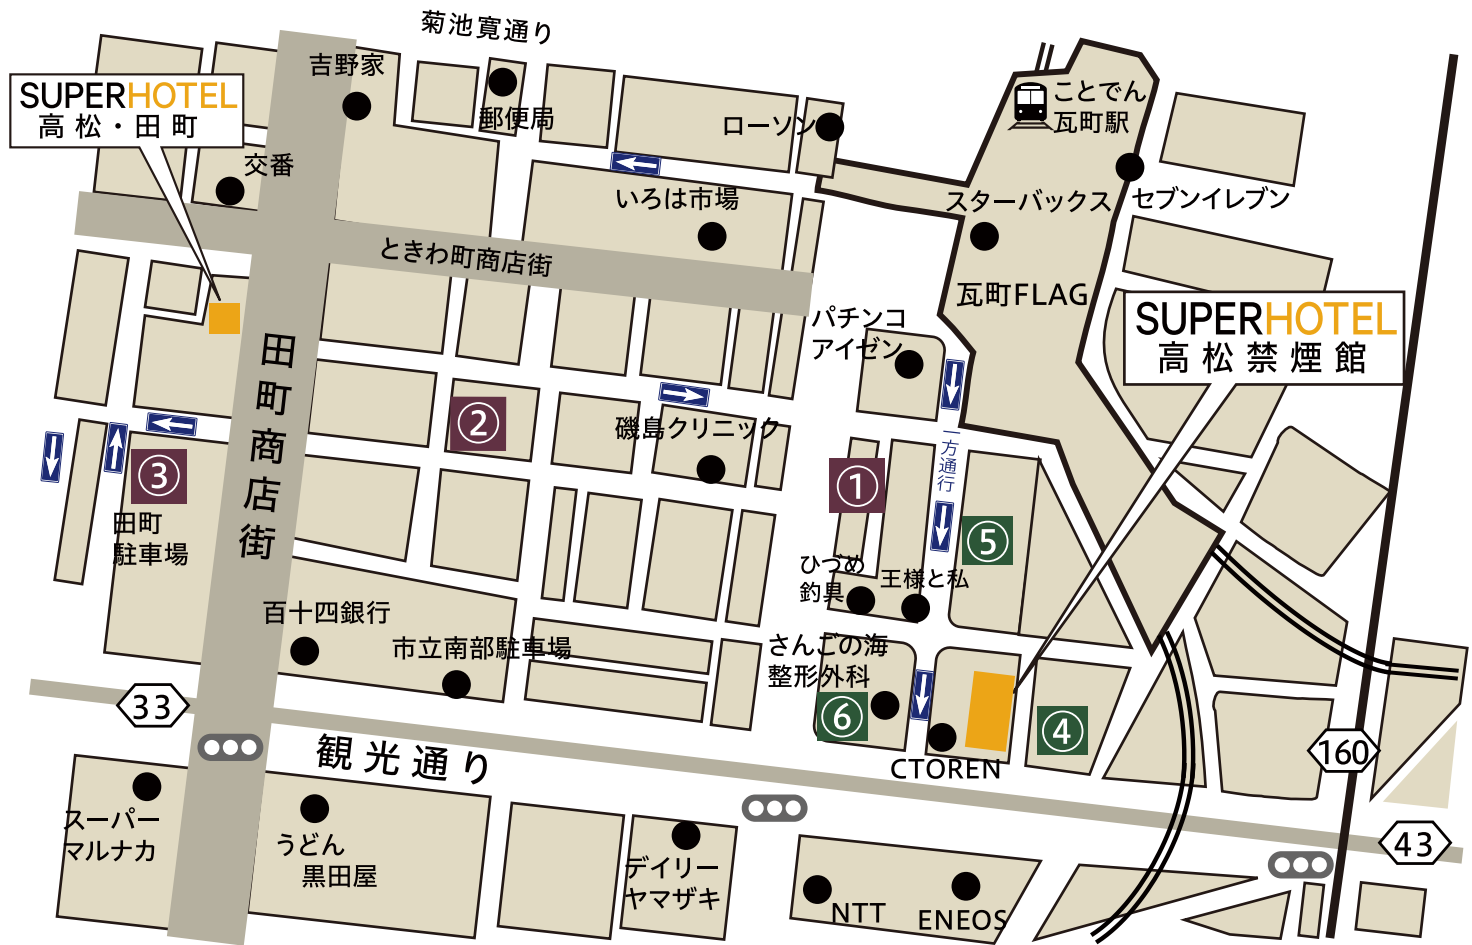 菊池寛通り
吉野家
郵便局
SUPERHOTEL
高松・田町
交番
ローソン
ことでん
瓦町駅
いろは市場
スターバックス
セブンイレブン
ときわ町商店街
瓦町FLAG
パチンコ
アイゼン
SUPERHOTEL
高松禁煙館
田町商店街
②
磯島クリニック
一方通行
③
田町
駐車場
①
⑤
ひづめ
釣具
王様と私
百十四銀行
市立南部駐車場
さんごの海
整形外科
⑥
④
33
観光通り
CTOREN
160
43
スーパー
マルナカ
うどん
黒田屋
デイリー
ヤマザキ
NTT
ENEOS